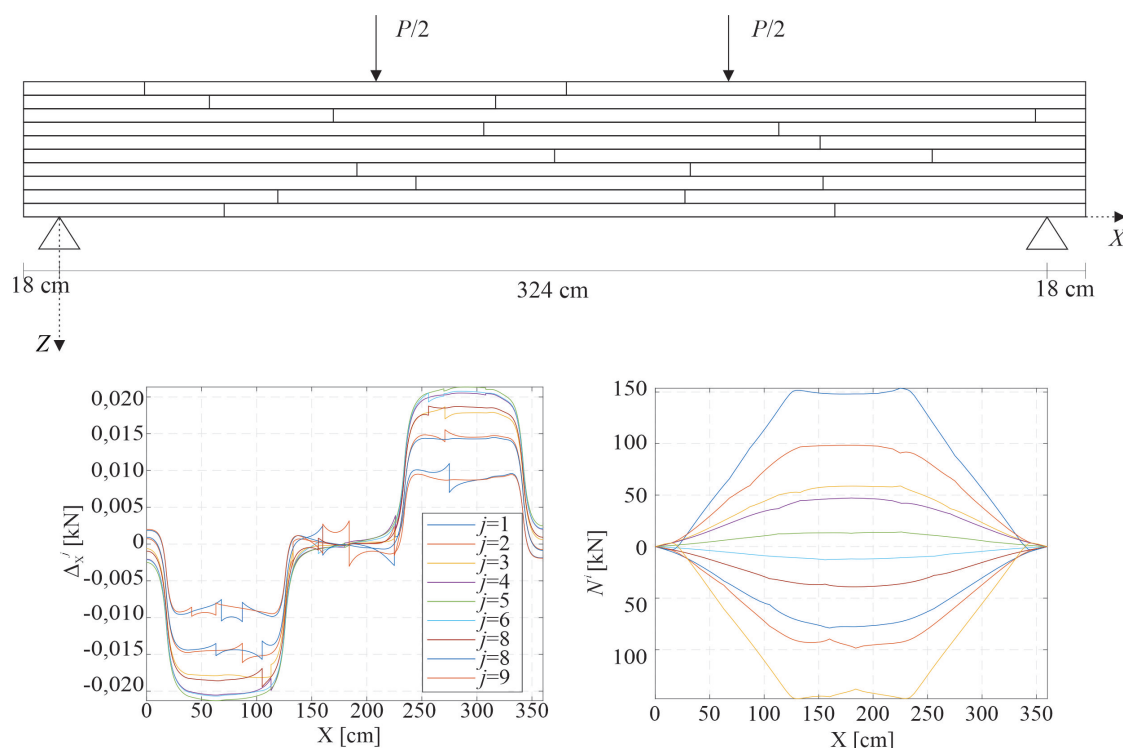 P/2 P/2
X
18 cm 324 cm 18 cm
Z
0,020
0,015
0,010
0,005
0
-0,005
-0,010
-0,015
-0,020
Δx^i [kN]
0 50 100 150 200 250 300 350
X [cm]
j=1
j=2
j=3
j=4
j=5
j=6
j=8
j=8
j=9
150
100
50
0
50
100
N^i [kN]
0 50 100 150 200 250 300 350
X [cm]